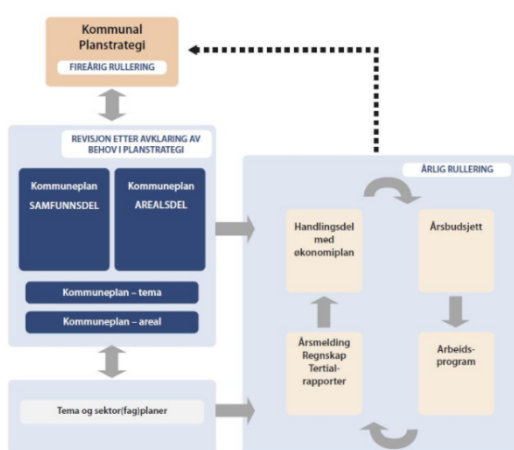 Kommunal
Planstrategi
FIREÅRIG RULLERING
REVISJON ETTER AVKLARING AV
BEHOV I PLANSTRATEGI
Kommuneplan
SAMFUNNSDEL
Kommuneplan
AREALSDEL
Kommuneplan – tema
Kommuneplan – areal
Tema og sektor(fag)planer
ÅRLIG RULLERING
Handlingsdel
med
økonomiplan
Årsbudsjett
Årsmelding
Regnskap
Tertial-
rapporter
Arbeids-
program